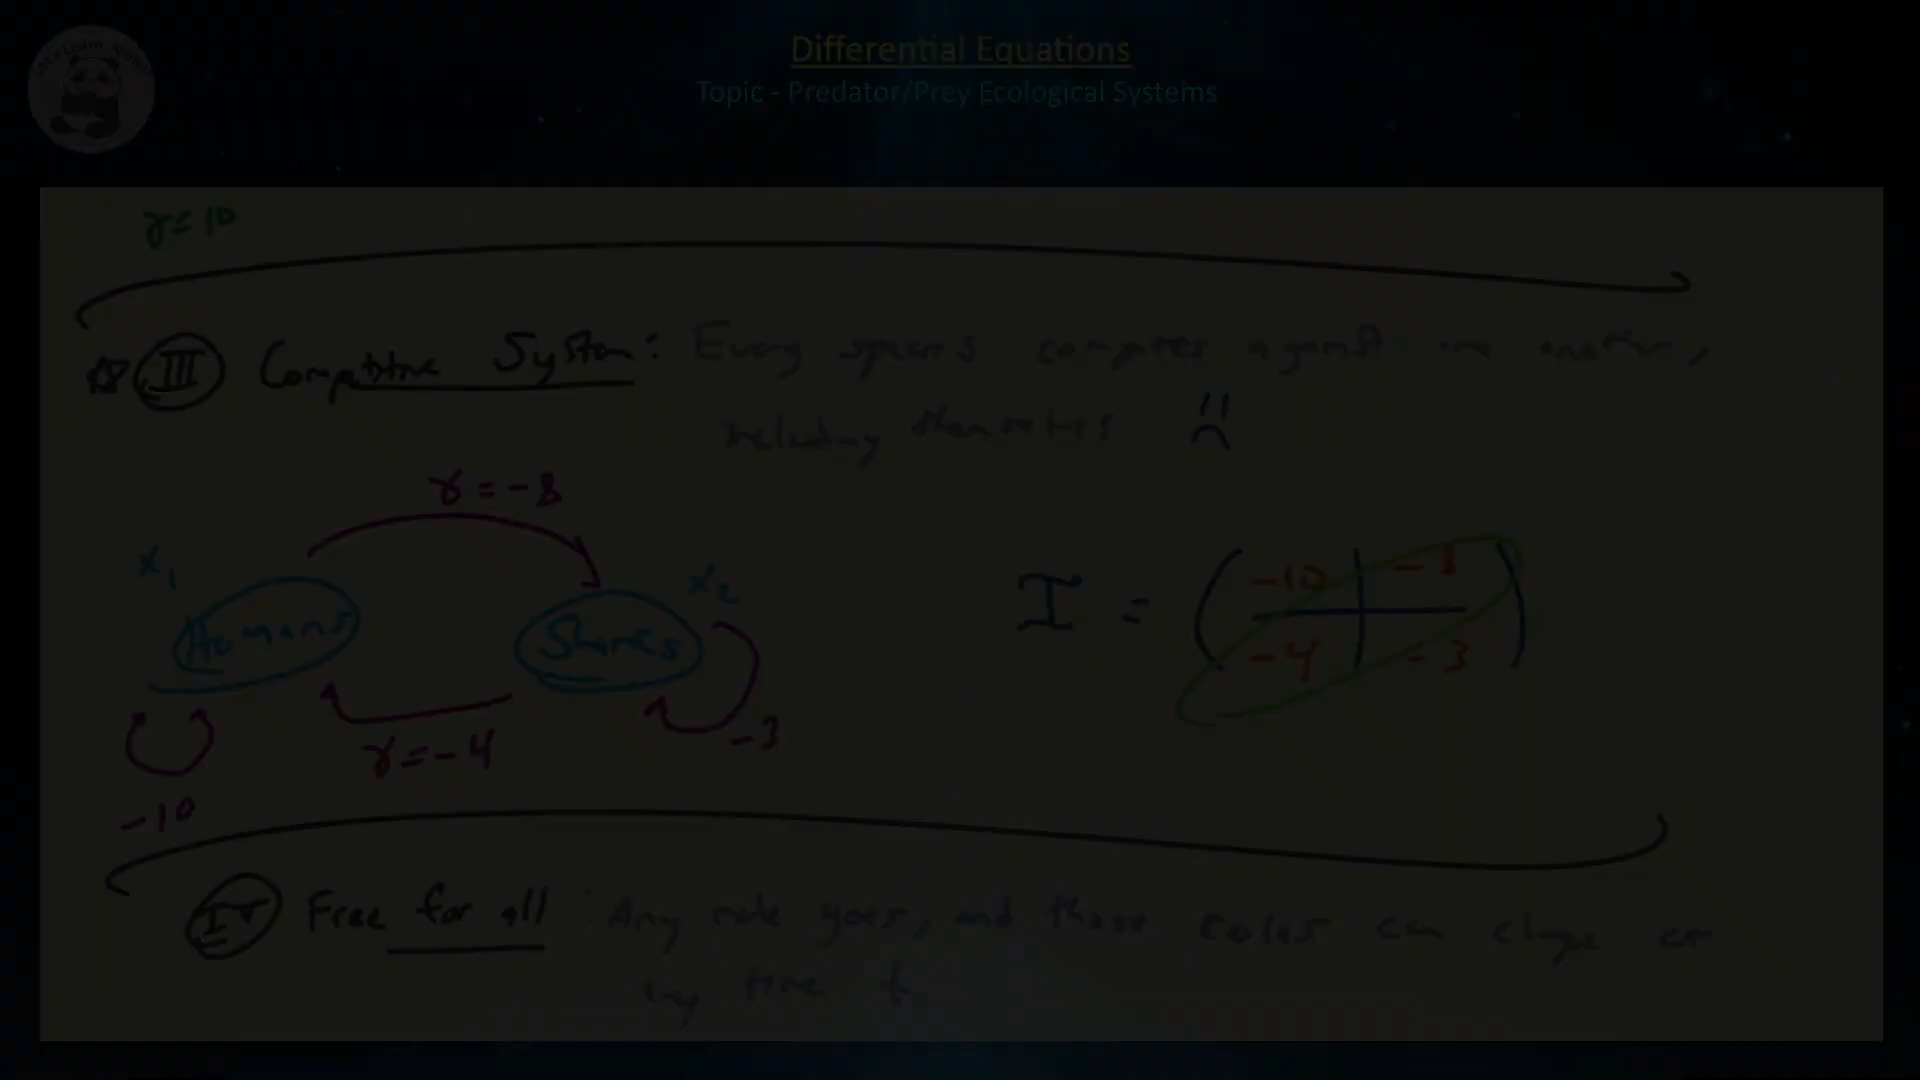 Differential Equations
Topic - Predator/Prey Ecological Systems
γ = 10
III Competitive System: Every species competes against one another,
including themselves
γ = -8
x1 Humans x2 Sharks
I = ( -10 -8
-4 -3 )
γ = -4 -3
-10
IV Free for all: Any rule goes, and those rules can change at
any time t